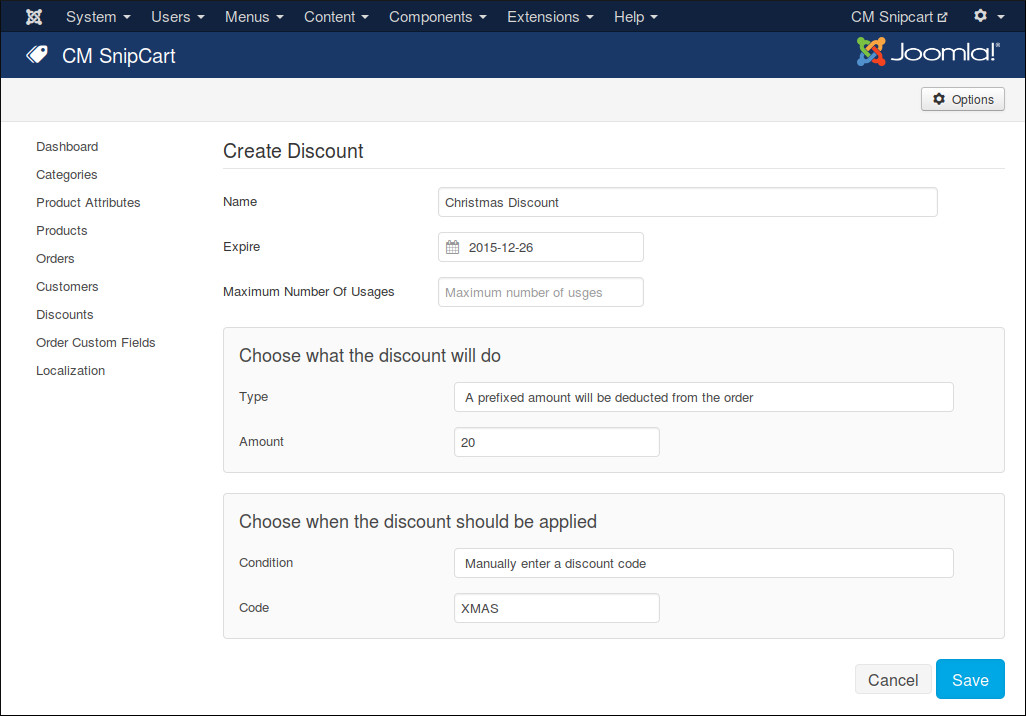 System Users Menus Content Components Extensions Help CM Snipcart
CM SnipCart Joomla!®
Options
Dashboard
Categories
Product Attributes
Products
Orders
Customers
Discounts
Order Custom Fields
Localization
Create Discount
Name Christmas Discount
Expire 2015-12-26
Maximum Number Of Usages Maximum number of usges
Choose what the discount will do
Type A prefixed amount will be deducted from the order
Amount 20
Choose when the discount should be applied
Condition Manually enter a discount code
Code XMAS
Cancel Save